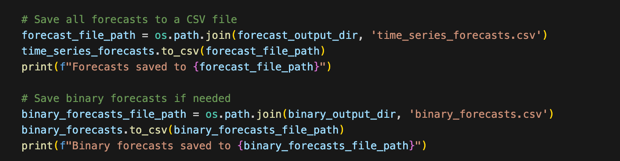 # Save all forecasts to a CSV file
forecast_file_path = os.path.join(forecast_output_dir, 'time_series_forecasts.csv')
time_series_forecasts.to_csv(forecast_file_path)
print(f"Forecasts saved to {forecast_file_path}")

# Save binary forecasts if needed
binary_forecasts_file_path = os.path.join(binary_output_dir, 'binary_forecasts.csv')
binary_forecasts.to_csv(binary_forecasts_file_path)
print(f"Binary forecasts saved to {binary_forecasts_file_path}")